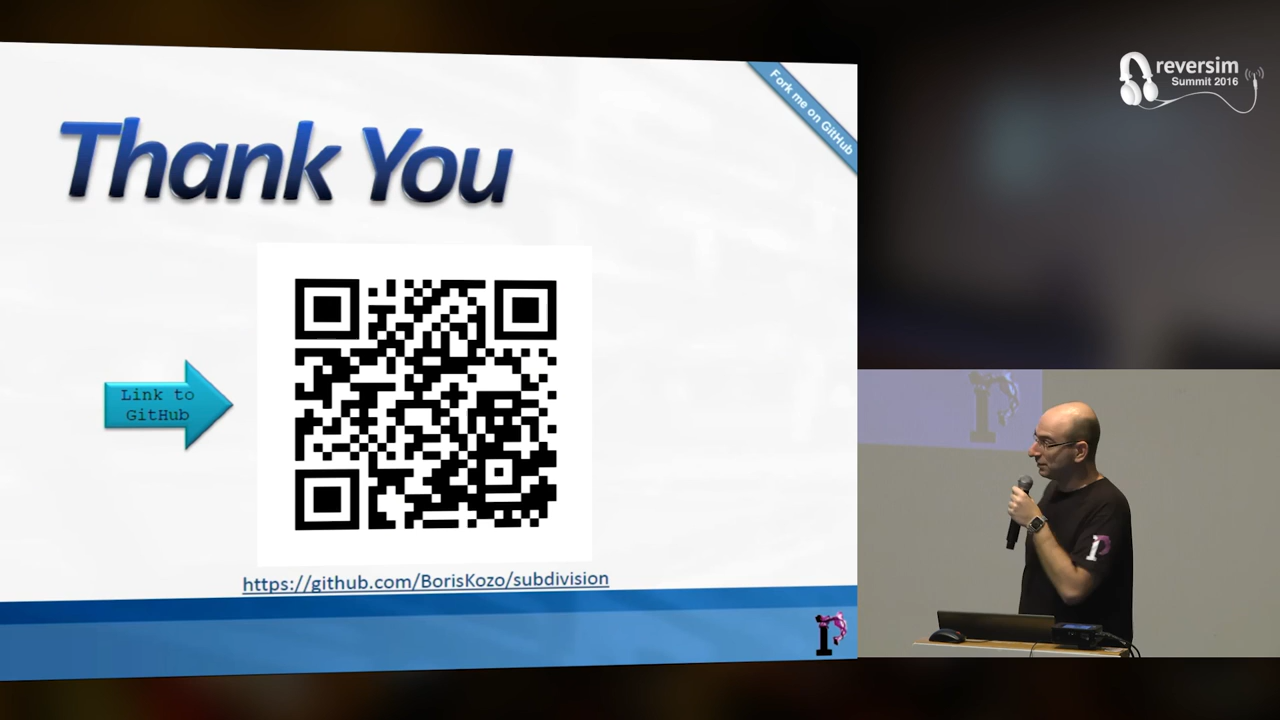 reversim
Summit 2016
Fork me on GitHub
Thank You
Link to
GitHub
https://github.com/BorisKozo/subdivision